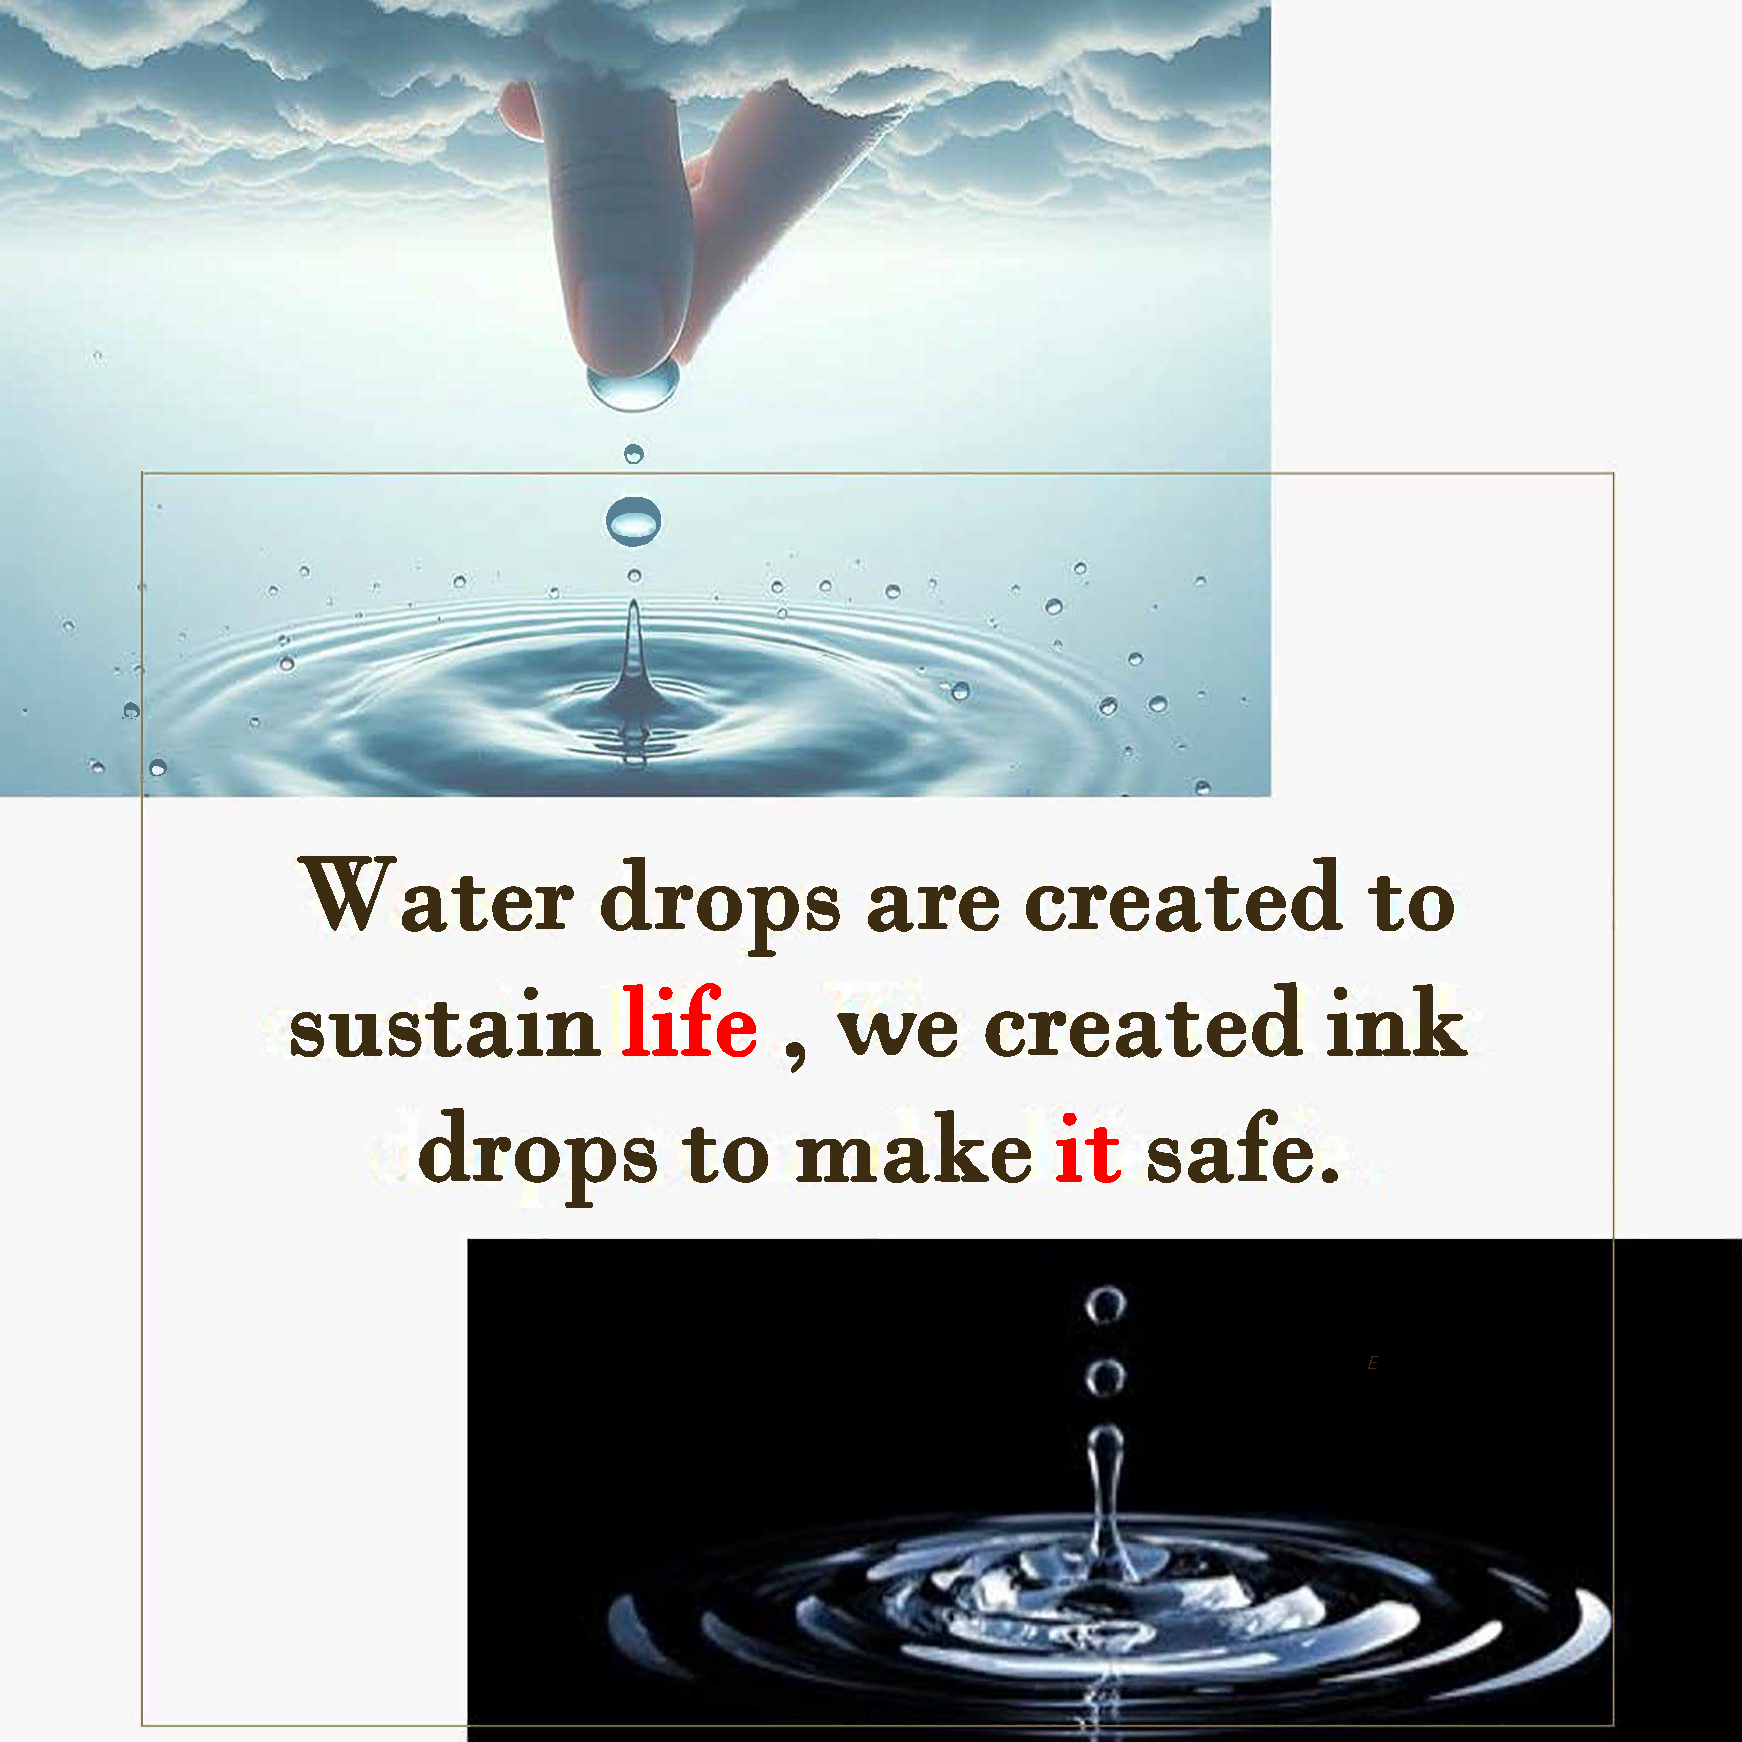 Water drops are created to
sustain life , we created ink
drops to make it safe.
E